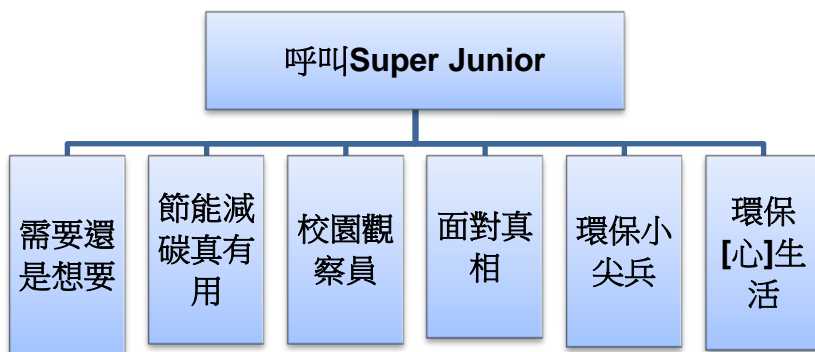 呼叫Super Junior
需要還
是想要
節能減
碳真有
用
校園觀
察員
面對真
相
環保小
尖兵
環保
[心]生
活